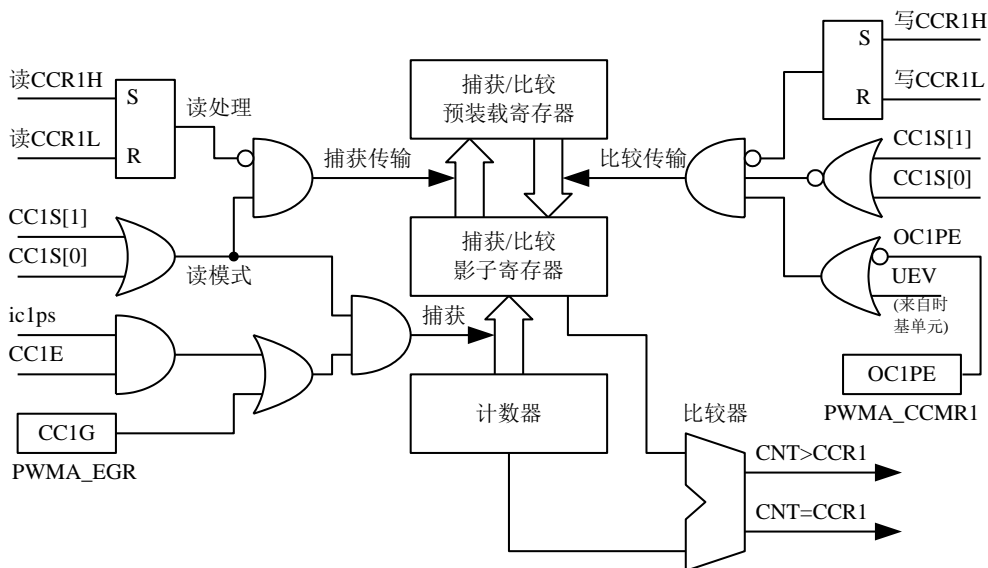 写CCR1H
S
写CCR1L
R
读CCR1H
S
读CCR1L
R
读处理
捕获/比较
预装载寄存器
捕获传输
比较传输
CC1S[1]
CC1S[0]
CC1S[1]
CC1S[0]
读模式
捕获/比较
影子寄存器
OC1PE
UEV
(来自时
基单元)
ic1ps
CC1E
捕获
OC1PE
PWMA_CCMR1
CC1G
PWMA_EGR
计数器
比较器
CNT>CCR1
CNT=CCR1